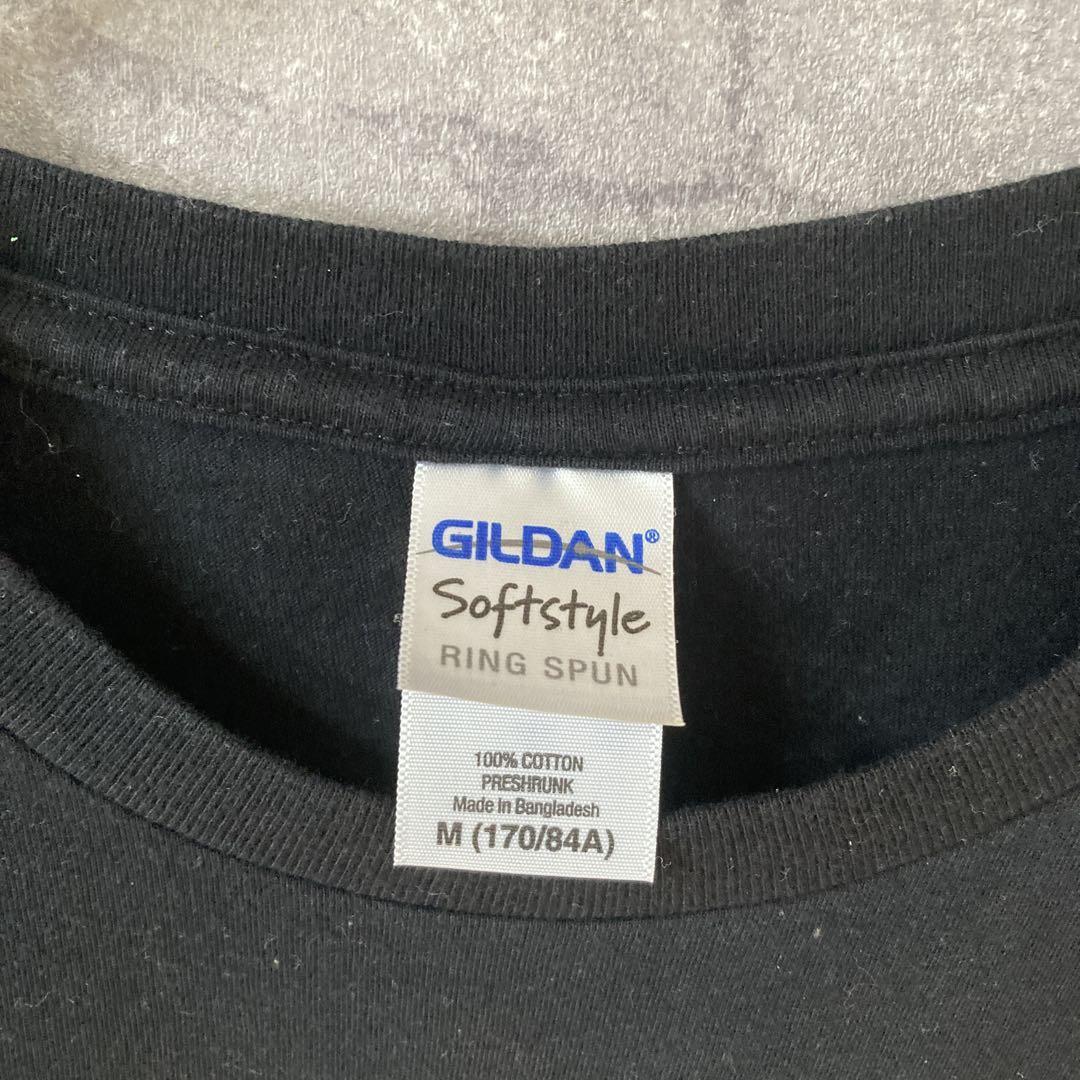 GILDAN®
Softstyle
RING SPUN
100% COTTON
PRESHRUNK
Made In Bangladesh
M (170/84A)